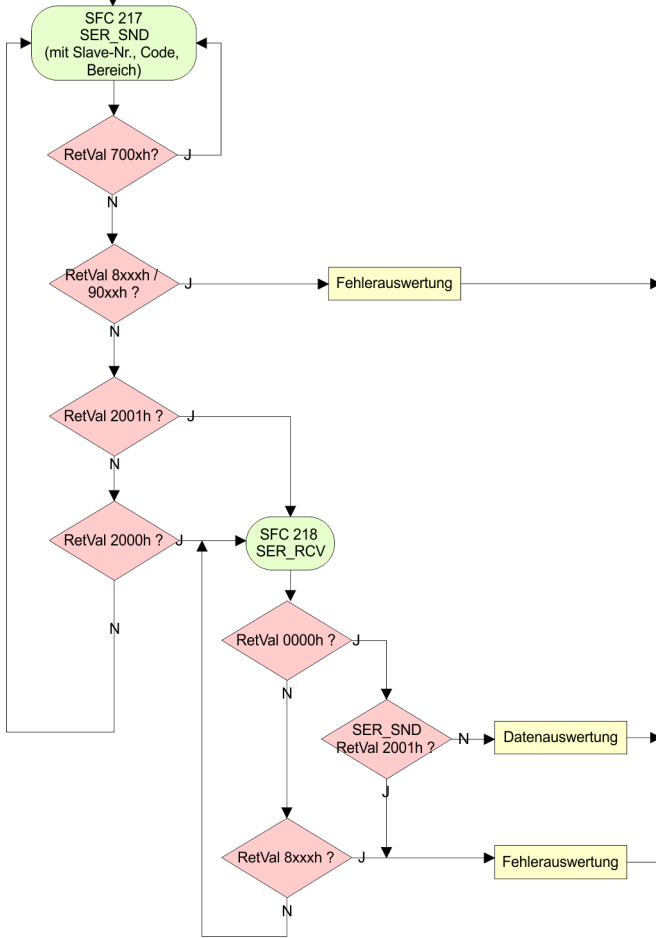 SFC 217
SER_SND
(mit Slave-Nr., Code,
Bereich)
RetVal 700xh?
J
N
RetVal 8xxxh /
90xxh ?
J
Fehlerauswertung
N
RetVal 2001h ?
J
N
RetVal 2000h ?
J
SFC 218
SER_RCV
N
RetVal 0000h ?
J
N
SER_SND
RetVal 2001h ?
N
Datenauswertung
J
RetVal 8xxxh ?
J
Fehlerauswertung
N